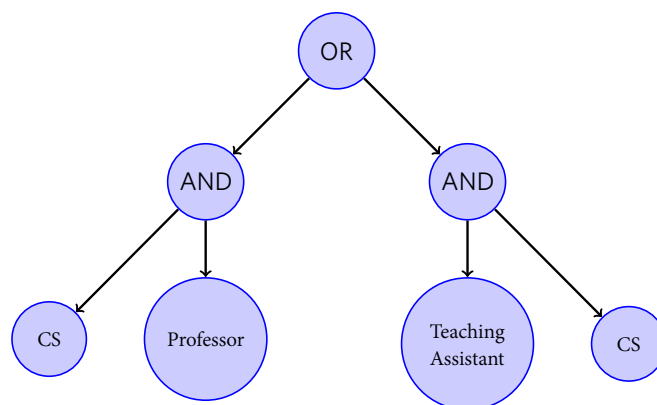 OR
AND
AND
CS
Professor
Teaching
Assistant
CS